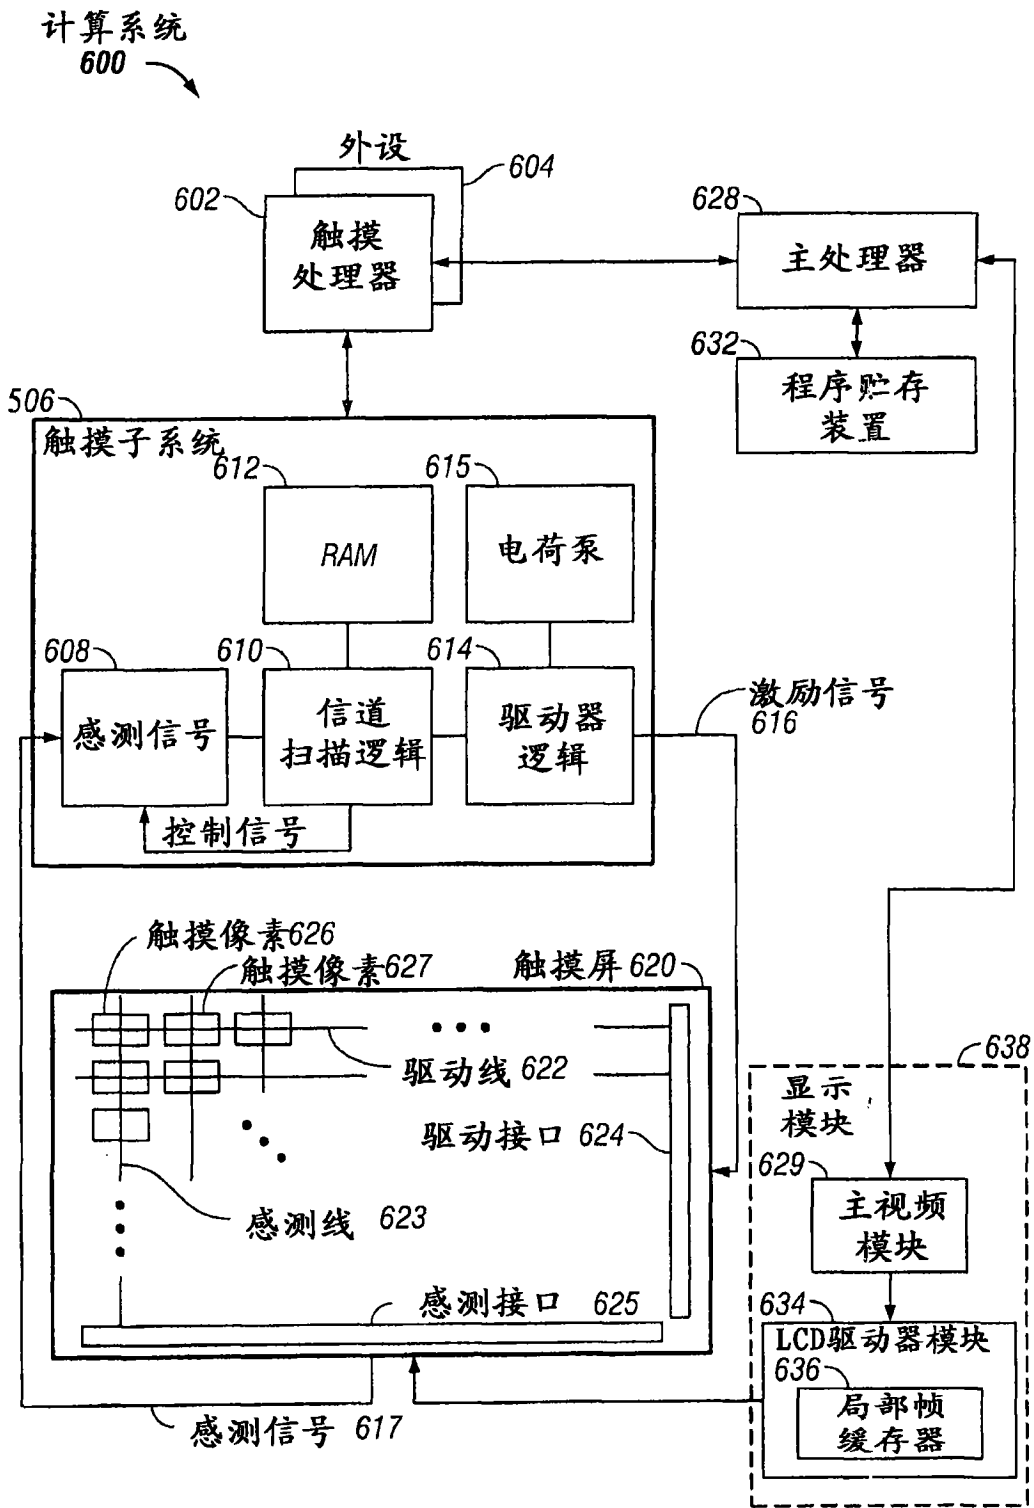 计算系统
600
外设
604
602
触摸
处理器
628
主处理器
632
程序贮存
装置
506
触摸子系统
612
RAM
615
电荷泵
608
感测信号
610
信道
扫描逻辑
614
驱动器
逻辑
激励信号
616
控制信号
触摸像素626
触摸像素627
触摸屏620
驱动线 622
驱动接口 624
感测线 623
感测接口 625
感测信号 617
638
显示
模块
629
主视频
模块
634
LCD驱动器模块
636
局部帧
缓存器